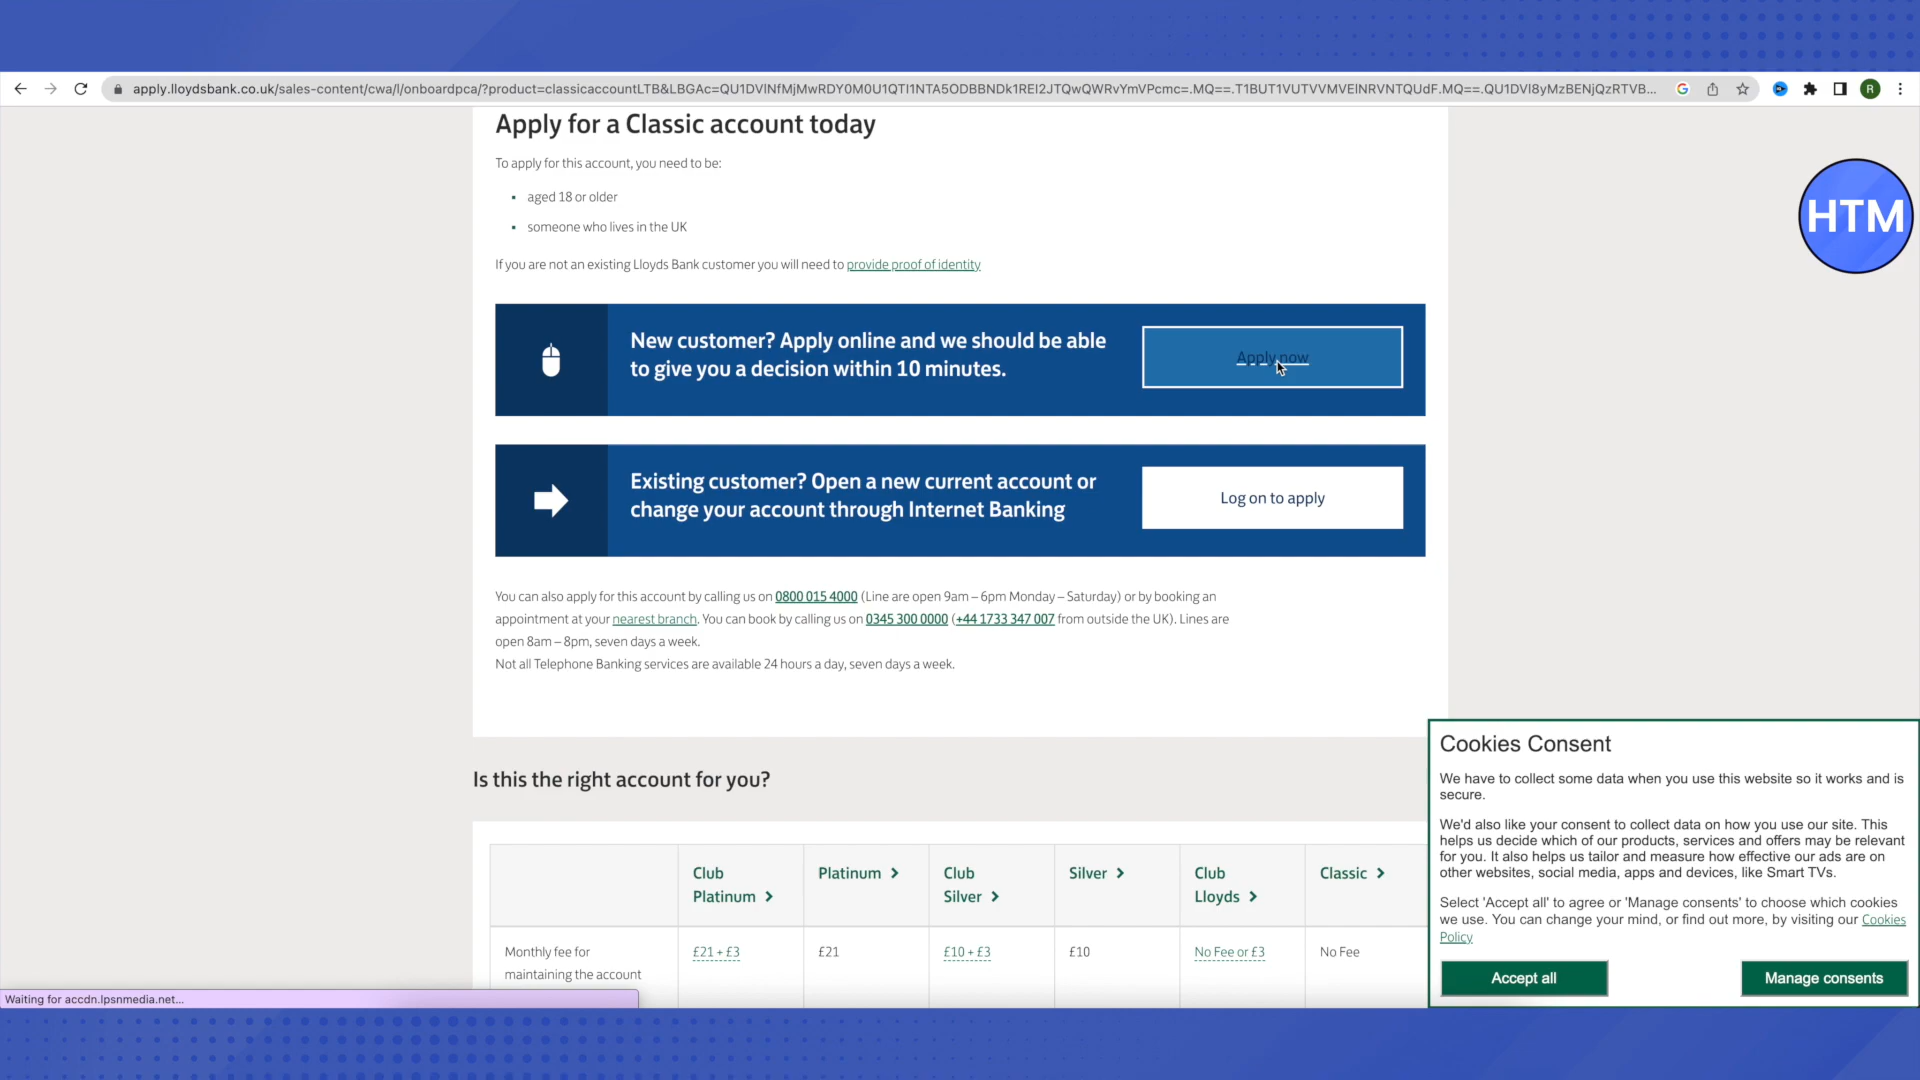 apply.lloydsbank.co.uk/sales-content/cwa/l/onboardpca/?product=classicaccountLTB&LBGAc=
R
Apply for a Classic account today
To apply for this account, you need to be:
aged 18 or older
someone who lives in the UK
If you are not an existing Lloyds Bank customer you will need to provide proof of identity
HTM
New customer? Apply online and we should be able
to give you a decision within 10 minutes.
Apply now
Existing customer? Open a new current account or
change your account through Internet Banking
Log on to apply
You can also apply for this account by calling us on 0800 015 4000 (Line are open 9am – 6pm Monday – Saturday) or by booking an
appointment at your nearest branch. You can book by calling us on 0345 300 0000 (+44 1733 347 007 from outside the UK). Lines are
open 8am – 8pm, seven days a week.
Not all Telephone Banking services are available 24 hours a day, seven days a week.
Is this the right account for you?
Club
Platinum
Platinum
Club
Silver
Silver
Club
Lloyds
Classic
Monthly fee for
maintaining the account
£21 + £3
£21
£10 + £3
£10
No Fee or £3
No Fee
Cookies Consent
We have to collect some data when you use this website so it works and is
secure.
We'd also like your consent to collect data on how you use our site. This
helps us decide which of our products, services and offers may be relevant
for you. It also helps us tailor and measure how effective our ads are on
other websites, social media, apps and devices, like Smart TVs.
Select 'Accept all' to agree or 'Manage consents' to choose which cookies
we use. You can change your mind, or find out more, by visiting our Cookies
Policy
Accept all
Manage consents
Waiting for accdn.lpsnmedia.net...